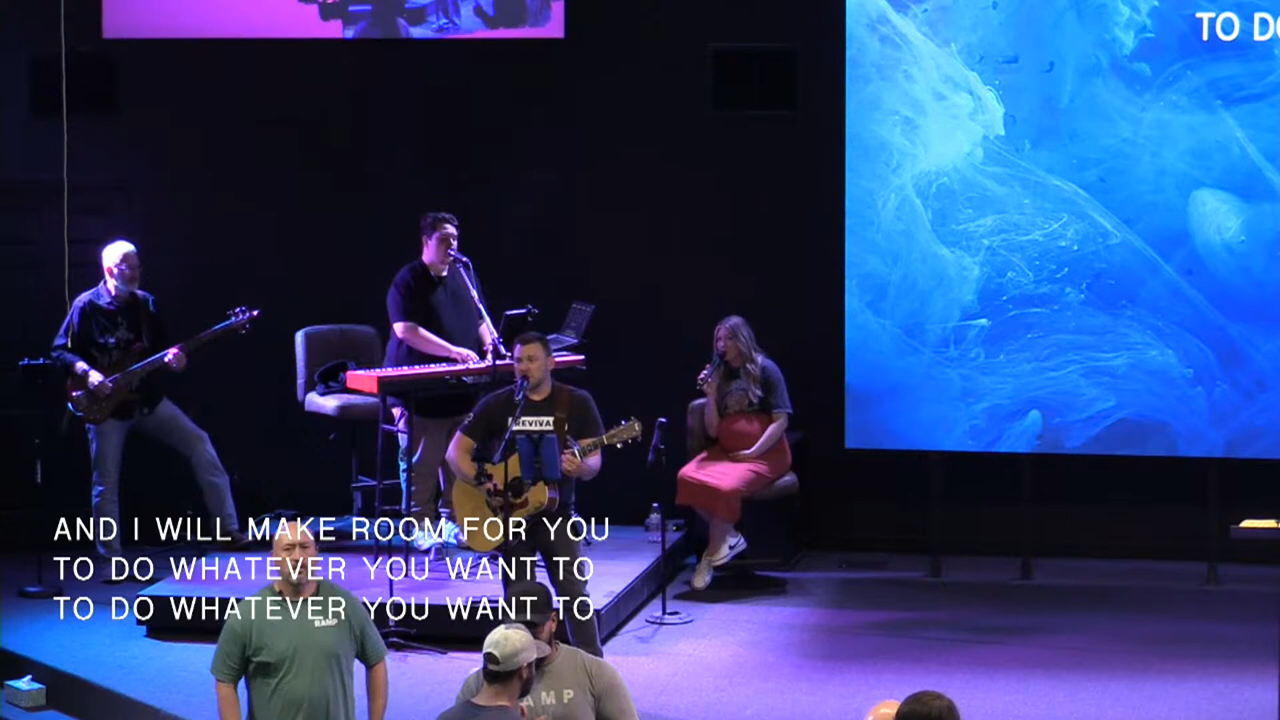 TO DO
REVIVAL
AND I WILL MAKE ROOM FOR YOU
TO DO WHATEVER YOU WANT TO
TO DO WHATEVER YOU WANT TO
RAMP
AMP